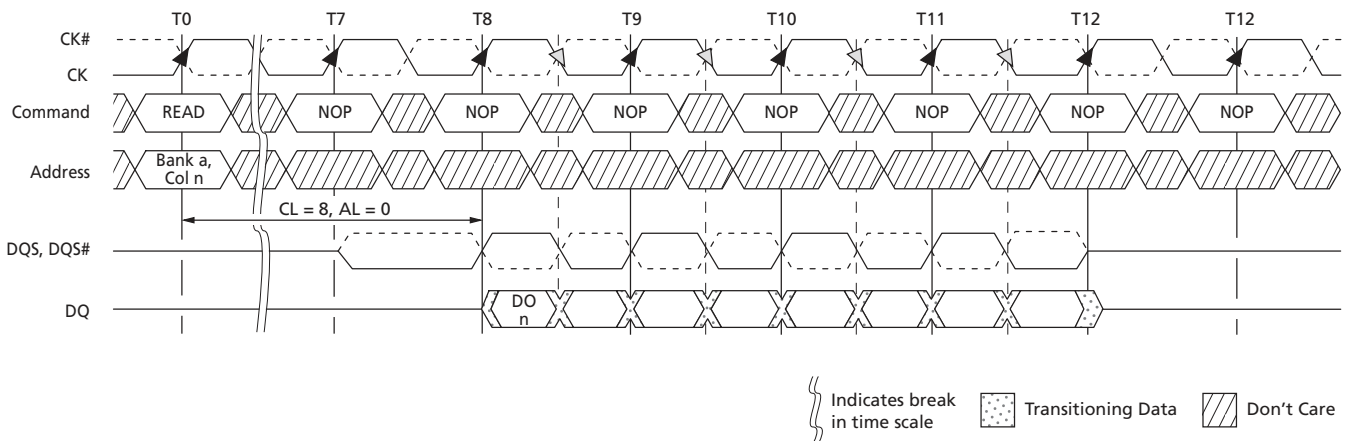 T0 T7 T8 T9 T10 T11 T12 T12
CK#
CK
Command READ NOP NOP NOP NOP NOP NOP NOP
Address Bank a,
Col n
CL = 8, AL = 0
DQS, DQS#
DQ DO
n
Indicates break
in time scale
Transitioning Data
Don't Care